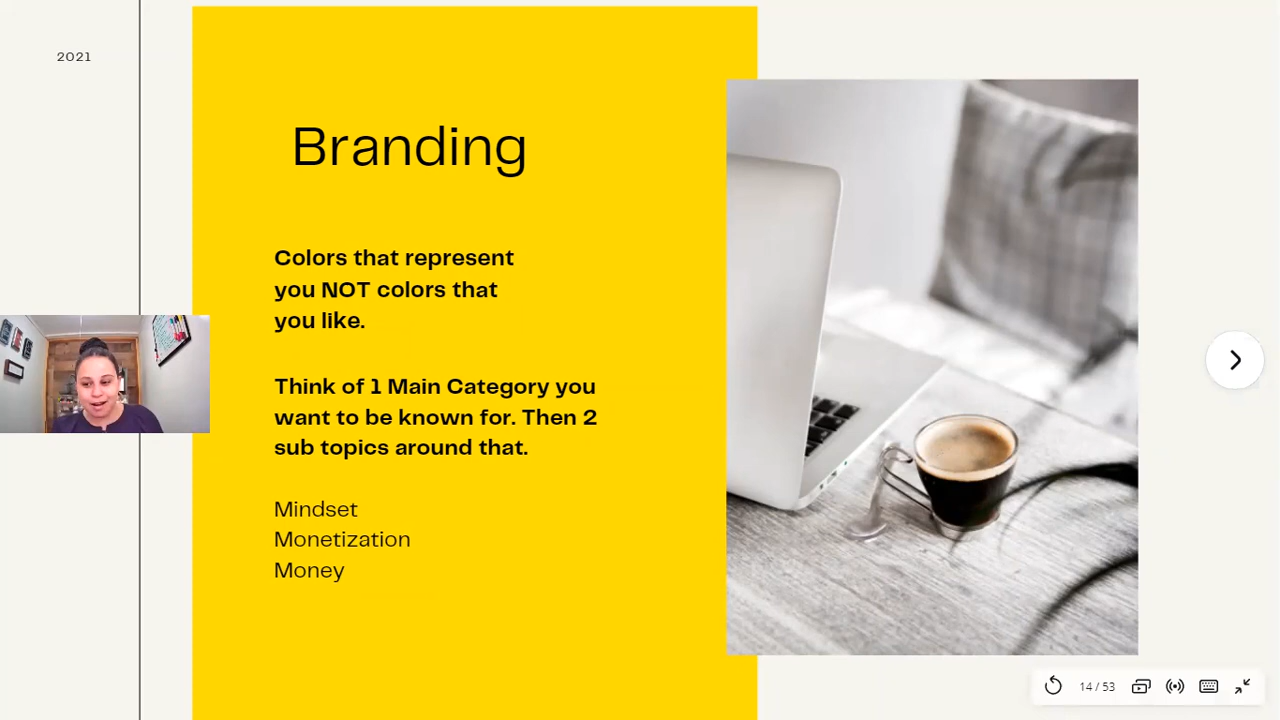 2021
Branding
Colors that represent
you NOT colors that
you like.
Think of 1 Main Category you
want to be known for. Then 2
sub topics around that.
Mindset
Monetization
Money
14 / 53